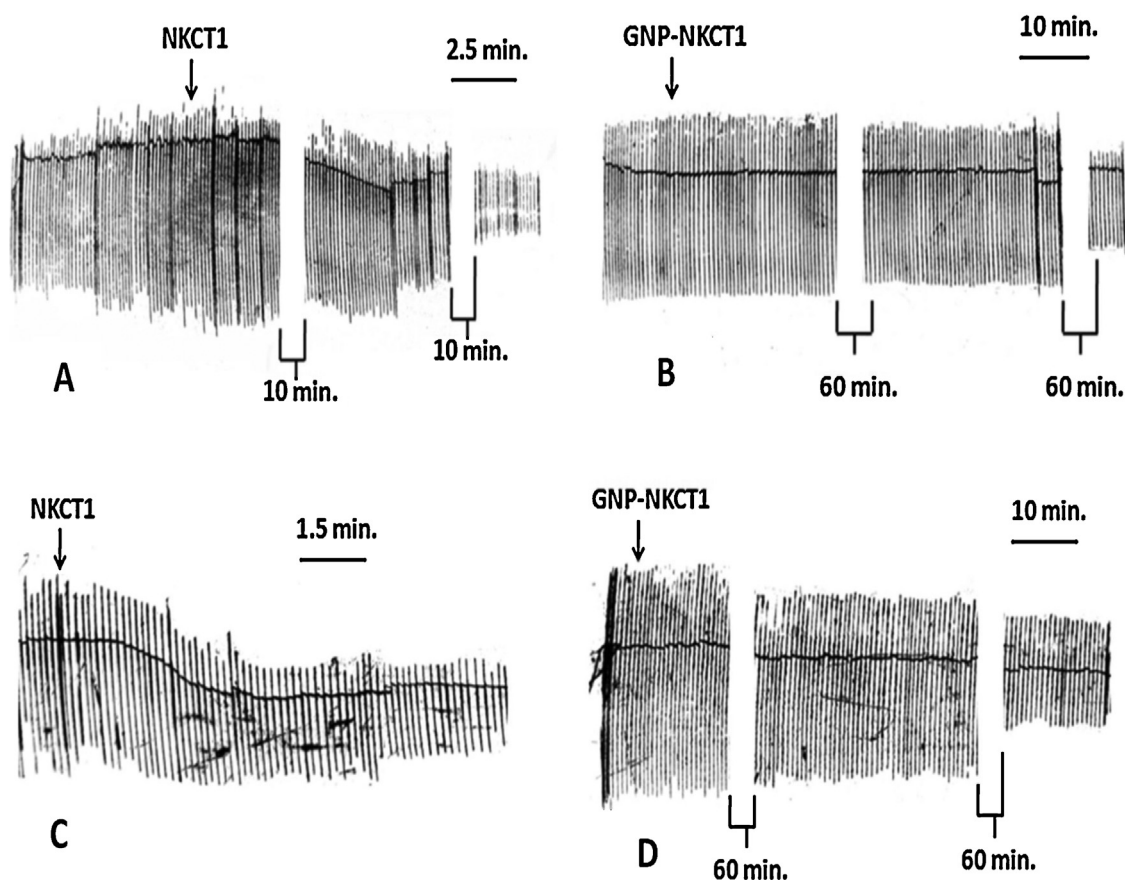 NKCT1
2.5 min.
10 min.
10 min.
A
GNP-NKCT1
10 min.
60 min.
60 min.
B
NKCT1
1.5 min.
C
GNP-NKCT1
10 min.
60 min.
60 min.
D